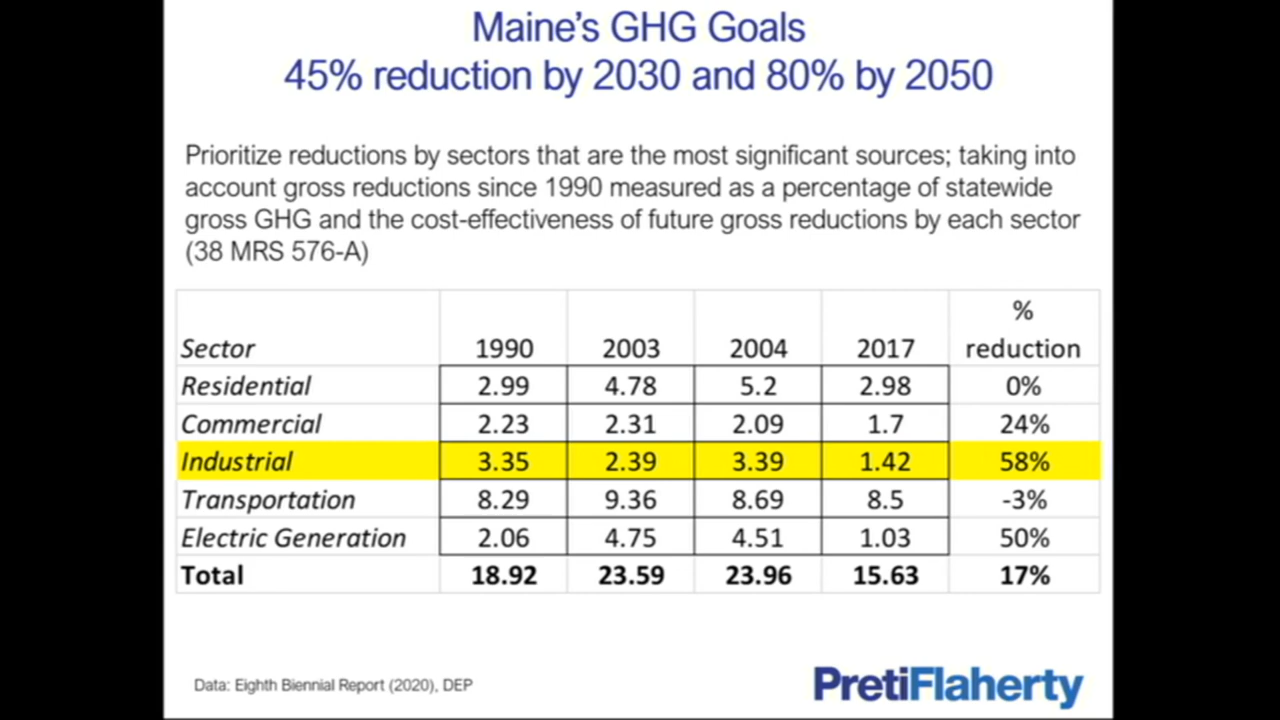 Maine's GHG Goals
45% reduction by 2030 and 80% by 2050
Prioritize reductions by sectors that are the most significant sources; taking into
account gross reductions since 1990 measured as a percentage of statewide
gross GHG and the cost-effectiveness of future gross reductions by each sector
(38 MRS 576-A)
Sector 1990 2003 2004 2017 % reduction
Residential 2.99 4.78 5.2 2.98 0%
Commercial 2.23 2.31 2.09 1.7 24%
Industrial 3.35 2.39 3.39 1.42 58%
Transportation 8.29 9.36 8.69 8.5 -3%
Electric Generation 2.06 4.75 4.51 1.03 50%
Total 18.92 23.59 23.96 15.63 17%
Data: Eighth Biennial Report (2020), DEP
PretiFlaherty